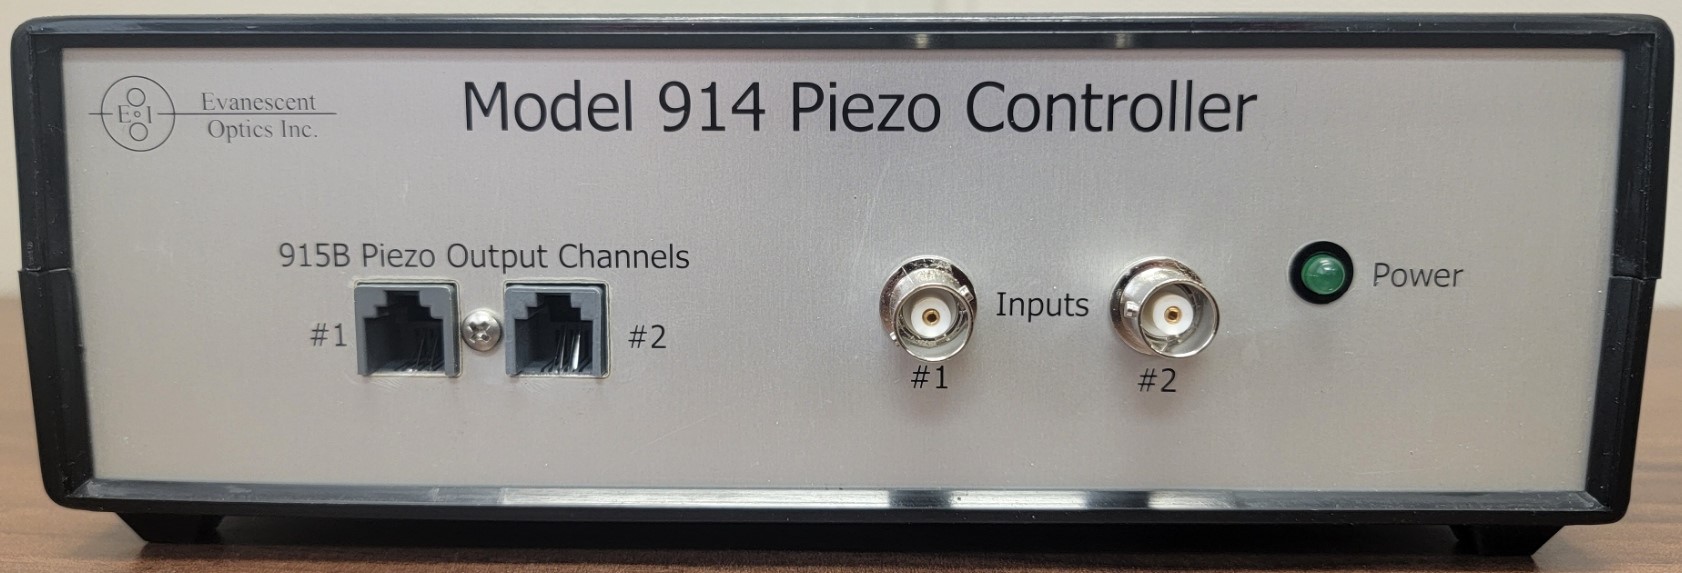 E I
Evanescent
Optics Inc.
Model 914 Piezo Controller
915B Piezo Output Channels
#1
#2
Inputs
#1
#2
Power